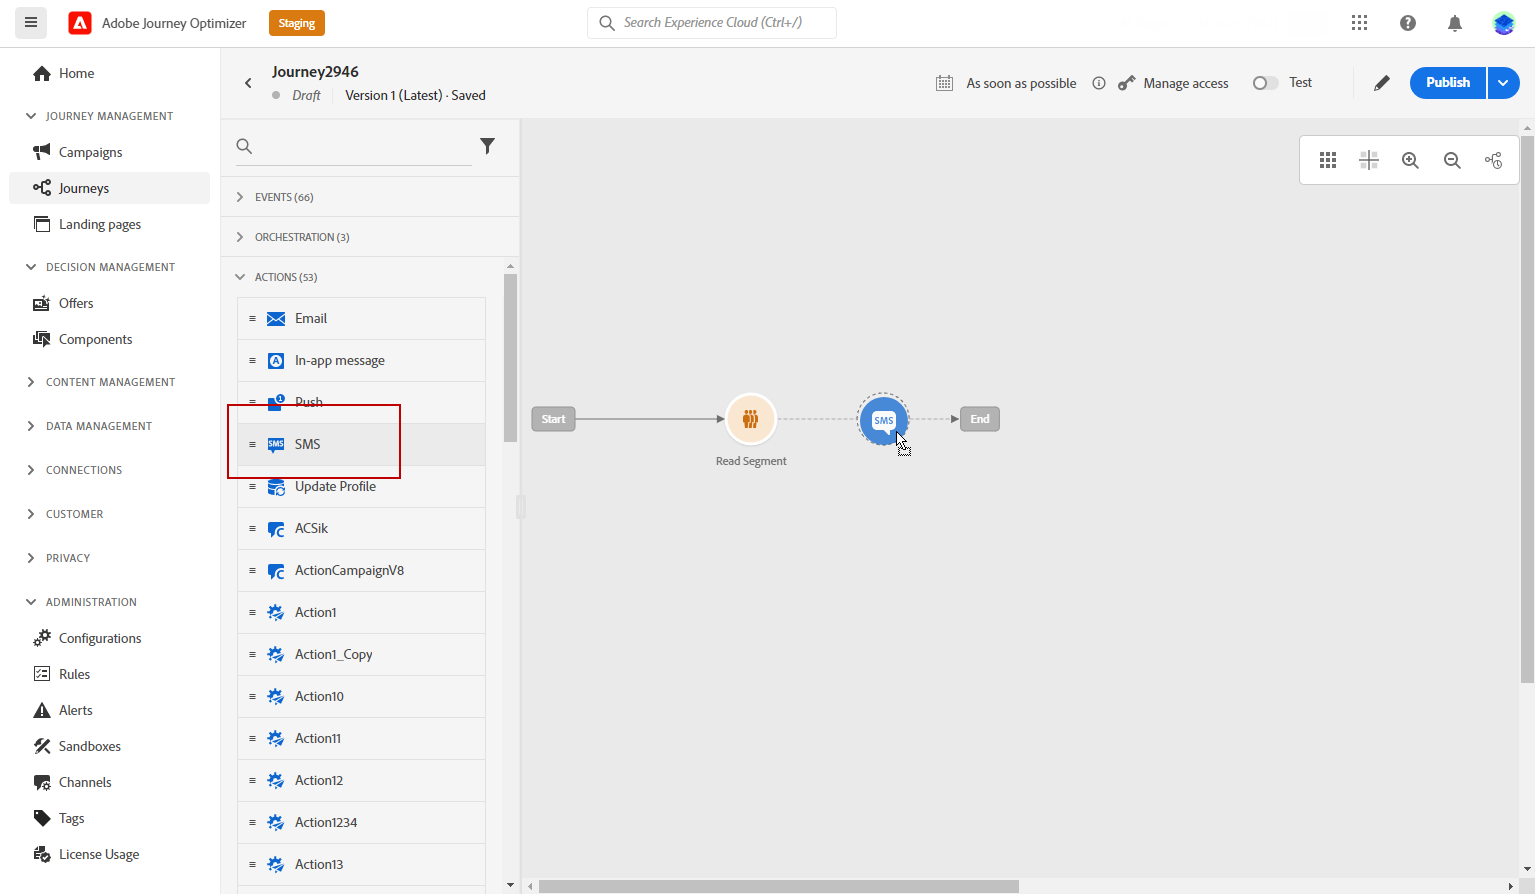 Adobe Journey Optimizer
Staging
Search Experience Cloud (Ctrl+/)
Home
JOURNEY MANAGEMENT
Campaigns
Journeys
Landing pages
DECISION MANAGEMENT
Offers
Components
CONTENT MANAGEMENT
DATA MANAGEMENT
CONNECTIONS
CUSTOMER
PRIVACY
ADMINISTRATION
Configurations
Rules
Alerts
Sandboxes
Channels
Tags
License Usage
Journey2946
Draft
Version 1 (Latest) · Saved
As soon as possible
Manage access
Test
Publish
EVENTS (66)
ORCHESTRATION (3)
ACTIONS (53)
Email
In-app message
Push
SMS SMS
Update Profile
ACSik
ActionCampaignV8
Action1
Action1_Copy
Action10
Action11
Action12
Action1234
Action13
Start
Read Segment
SMS
End